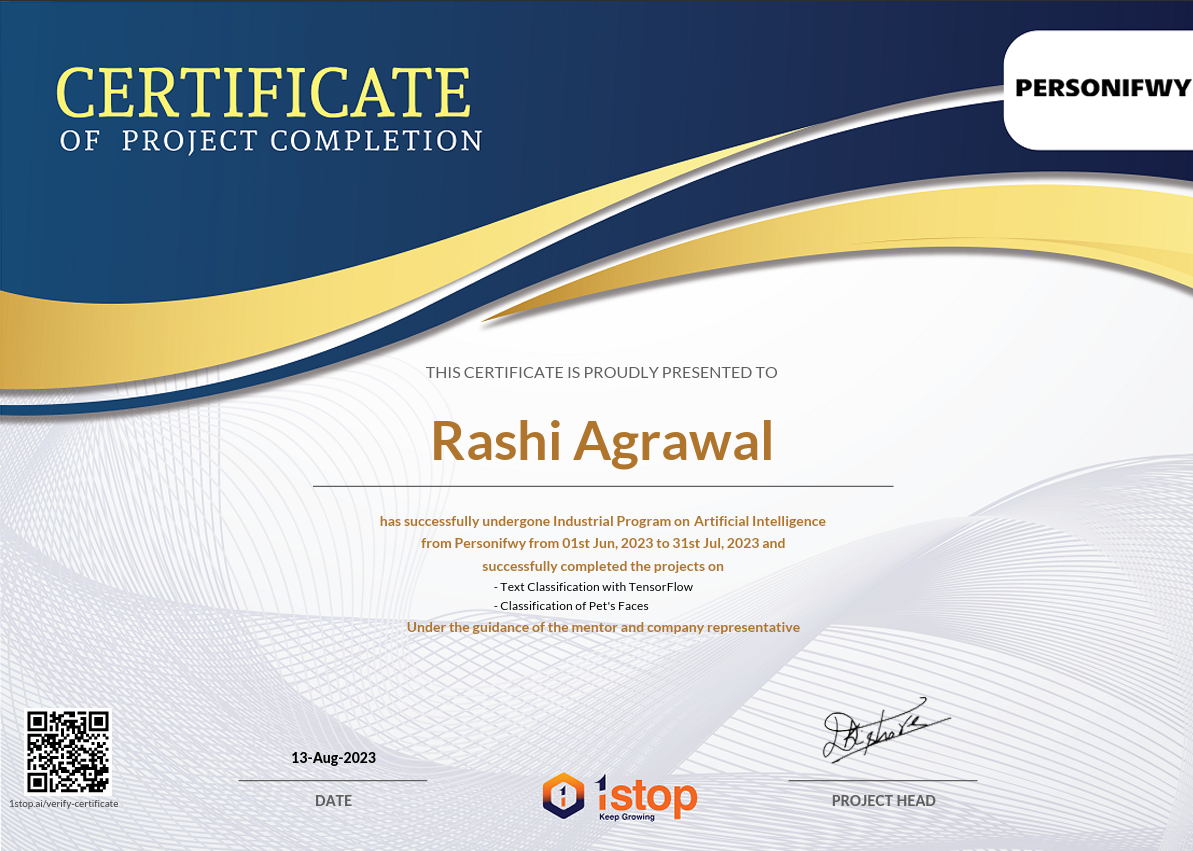 CERTIFICATE
OF PROJECT COMPLETION
PERSONIFWY
THIS CERTIFICATE IS PROUDLY PRESENTED TO
Rashi Agrawal
has successfully undergone Industrial Program on Artificial Intelligence
from Personifwy from 01st Jun, 2023 to 31st Jul, 2023 and
successfully completed the projects on
- Text Classification with TensorFlow
- Classification of Pet's Faces
Under the guidance of the mentor and company representative
1stop.ai/verify-certificate
13-Aug-2023
DATE
1stop
Keep Growing
PROJECT HEAD